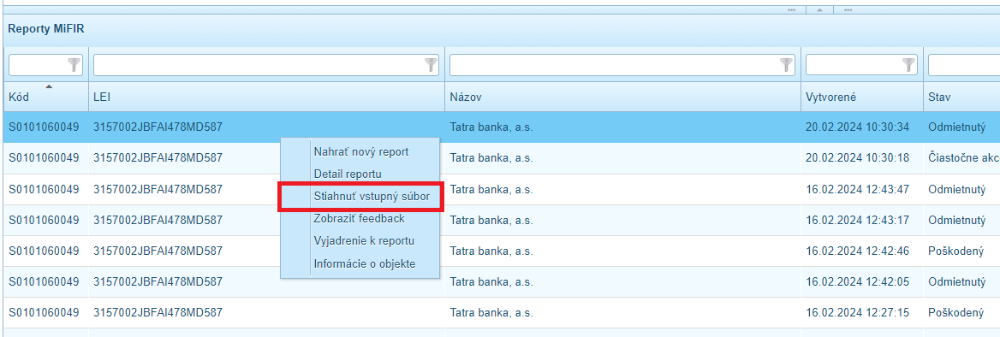 Reporty MiFIR
Kód LEI Názov Vytvorené Stav
S0101060049 3157002JBFAI478MD587 Tatra banka, a.s. 20.02.2024 10:30:34 Odmietnutý
S0101060049 3157002JBFAI478MD587 Tatra banka, a.s. 20.02.2024 10:30:18 Čiastočne akc
Nahrať nový report
Detail reportu
Stiahnuť vstupný súbor
Zobraziť feedback
Vyjadrenie k reportu
Informácie o objekte
S0101060049 3157002JBFAI478MD587 Tatra banka, a.s. 16.02.2024 12:43:47 Odmietnutý
S0101060049 3157002JBFAI478MD587 Tatra banka, a.s. 16.02.2024 12:43:17 Odmietnutý
S0101060049 3157002JBFAI478MD587 Tatra banka, a.s. 16.02.2024 12:42:46 Poškodený
S0101060049 3157002JBFAI478MD587 Tatra banka, a.s. 16.02.2024 12:42:05 Odmietnutý
S0101060049 3157002JBFAI478MD587 Tatra banka, a.s. 16.02.2024 12:27:15 Poškodený